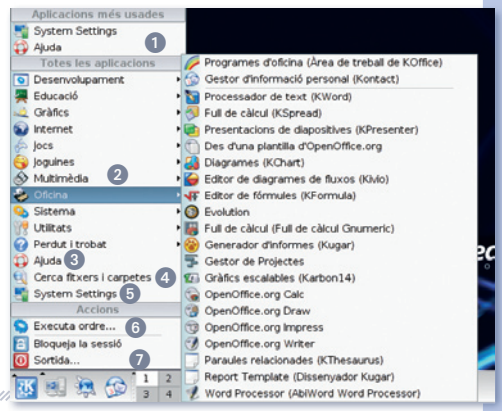 Aplicacions més usades
System Settings
Ajuda
1
Totes les aplicacions
Desenvolupament
Educació
Gràfics
Internet
Jocs
Joguines
Multimèdia
2
Oficina
Sistema
Utilitats
Perdut i trobat
Ajuda 3
Cerca fitxers i carpetes 4
System Settings 5
Accions
Executa ordre... 6
Bloqueja la sessió
Sortida... 7
1 2
3 4
Programes d'oficina (Àrea de treball de KOffice)
Gestor d'informació personal (Kontact)
Processador de text (KWord)
Full de càlcul (KSpread)
Presentacions de diapositives (KPresenter)
Des d'una plantilla d'OpenOffice.org
Diagrames (KChart)
Editor de diagrames de fluxos (Kivio)
Editor de fórmules (KFormula)
Evolution
Full de càlcul (Full de càlcul Gnumeric)
Generador d'informes (Kugar)
Gestor de Projectes
Gràfics escalables (Karbon14)
OpenOffice.org Calc
OpenOffice.org Draw
OpenOffice.org Impress
OpenOffice.org Writer
Paraules relacionades (KThesaurus)
Report Template (Dissenyador Kugar)
Word Processor (AbiWord Word Processor)